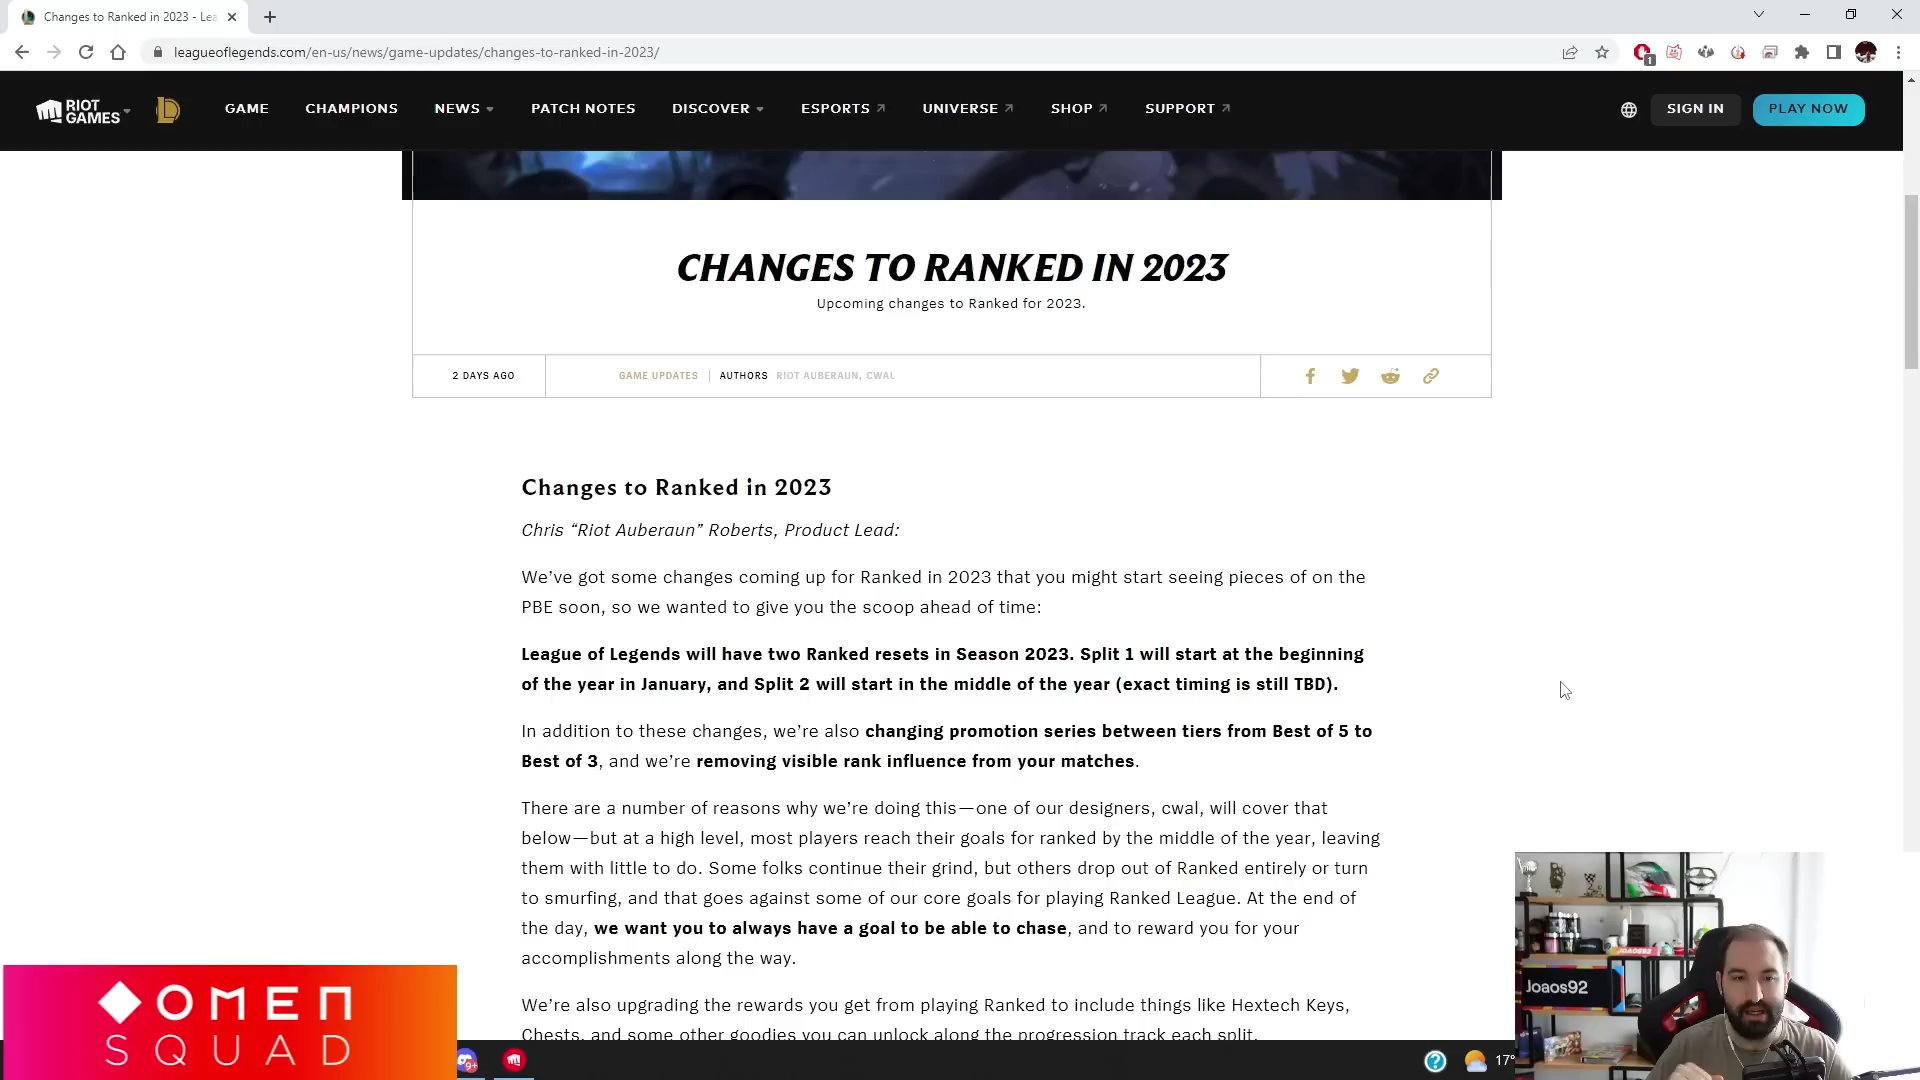 Changes to Ranked in 2023 - Lea
leagueoflegends.com/en-us/news/game-updates/changes-to-ranked-in-2023/
1
RIOT GAMES
GAME
CHAMPIONS
NEWS
PATCH NOTES
DISCOVER
ESPORTS
UNIVERSE
SHOP
SUPPORT
SIGN IN
PLAY NOW
CHANGES TO RANKED IN 2023
Upcoming changes to Ranked for 2023.
2 DAYS AGO
GAME UPDATES
AUTHORS RIOT AUBERAUN, CWAL
Changes to Ranked in 2023
Chris “Riot Auberaun” Roberts, Product Lead:
We’ve got some changes coming up for Ranked in 2023 that you might start seeing pieces of on the
PBE soon, so we wanted to give you the scoop ahead of time:
League of Legends will have two Ranked resets in Season 2023. Split 1 will start at the beginning
of the year in January, and Split 2 will start in the middle of the year (exact timing is still TBD).
In addition to these changes, we’re also changing promotion series between tiers from Best of 5 to
Best of 3, and we’re removing visible rank influence from your matches.
There are a number of reasons why we’re doing this—one of our designers, cwal, will cover that
below—but at a high level, most players reach their goals for ranked by the middle of the year, leaving
them with little to do. Some folks continue their grind, but others drop out of Ranked entirely or turn
to smurfing, and that goes against some of our core goals for playing Ranked League. At the end of
the day, we want you to always have a goal to be able to chase, and to reward you for your
accomplishments along the way.
We’re also upgrading the rewards you get from playing Ranked to include things like Hextech Keys,
Chests, and some other goodies you can unlock along the progression track each split.
OMEN
SQUAD
9+
17°
Joaos92
JOAOS92